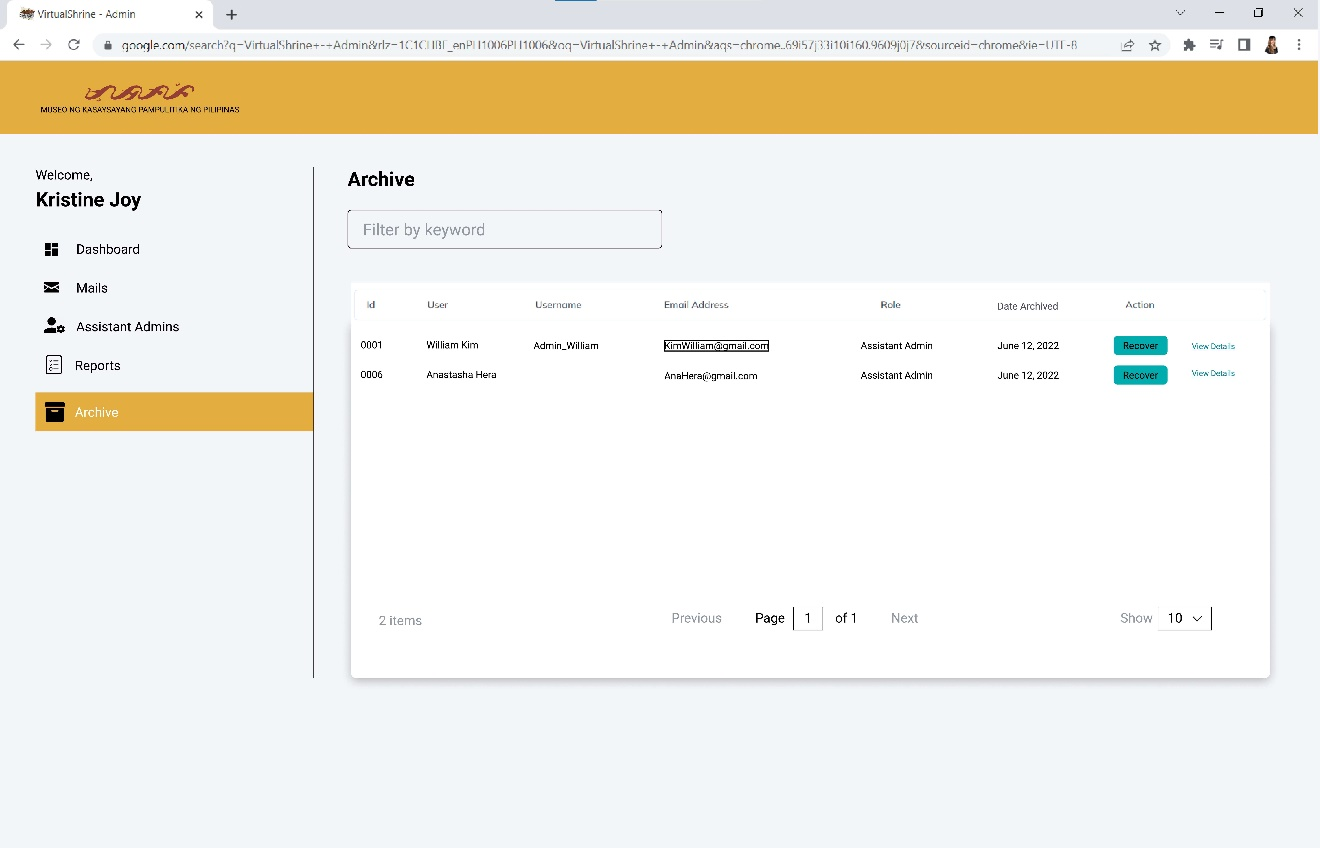 VirtualShrine - Admin
google.com/search?q=VirtualShrine+-+Admin&rlz=1C1CHBF_enPH1006PH1006&oq=VirtualShrine+-+Admin&aqs=chrome..69i57j33i10i160.9609j0j7&sourceid=chrome&ie=UTF-8
MUSEO NG KASAYSAYANG PAMPULITIKA NG PILIPINAS
Welcome,
Kristine Joy
Dashboard
Mails
Assistant Admins
Reports
Archive
Archive
Filter by keyword
Id User Username Email Address Role Date Archived Action
0001 William Kim Admin_William KimWilliam@gmail.com Assistant Admin June 12, 2022 Recover View Details
0006 Anastasha Hera AnaHera@gmail.com Assistant Admin June 12, 2022 Recover View Details
2 items Previous Page 1 of 1 Next Show 10